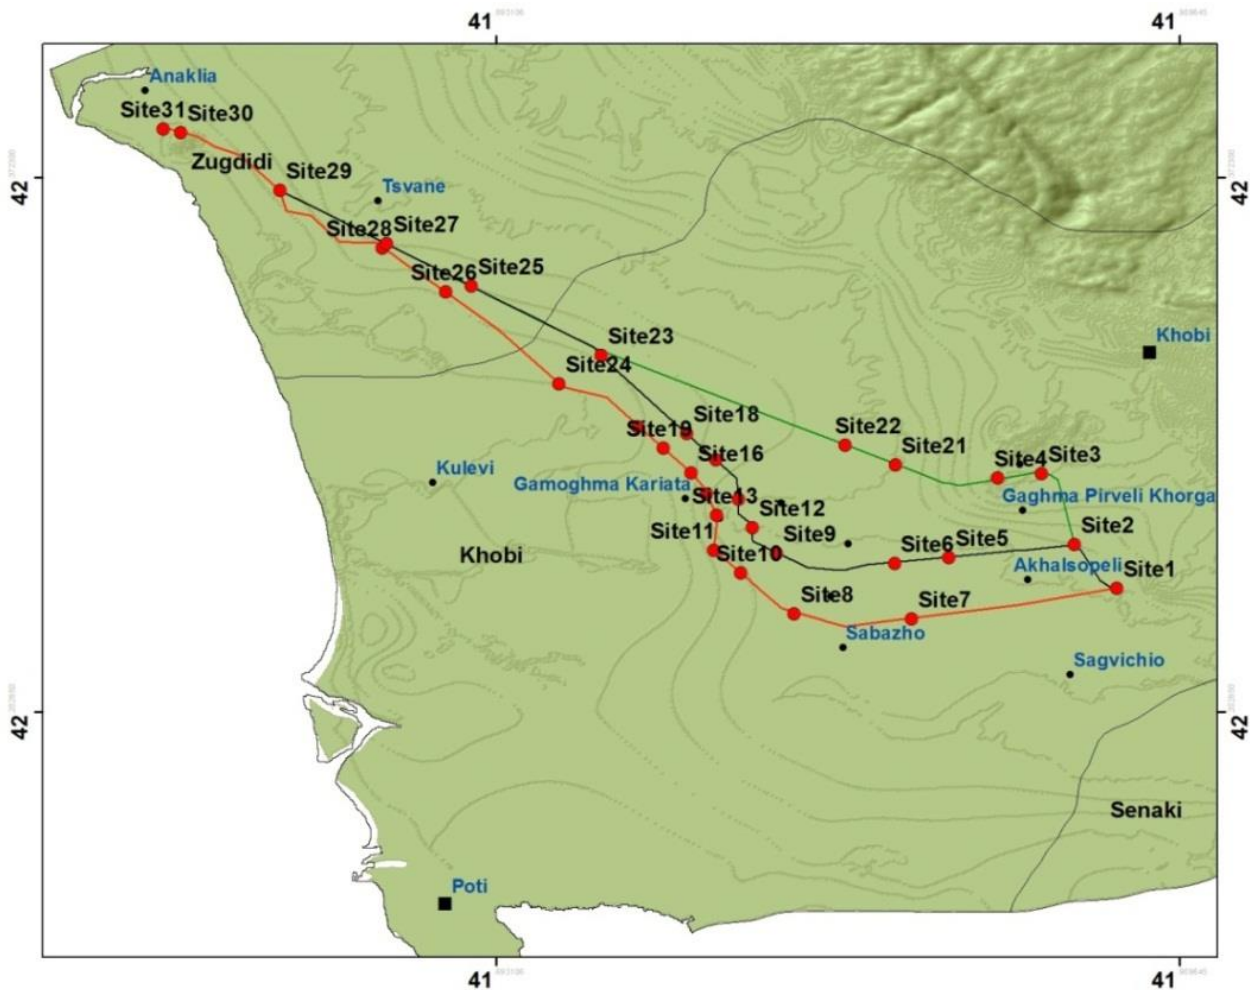 41
41
Anaklia
Site31
Site30
Zugdidi
Site29
42
42
Tsvane
Site28
Site27
Site26
Site25
Site23
Khobi
Site24
Site18
Site19
Site22
Site21
Site16
Site4
Site3
Kulevi
Gamoghma Kariata
Site13
Gaghma Pirveli Khorga
Site12
Site11
Site9
Site2
Khobi
Site10
Site6
Site5
Akhalsopeli
Site1
Site8
Site7
Sabazho
Sagvichio
42
42
Senaki
Poti
41
41